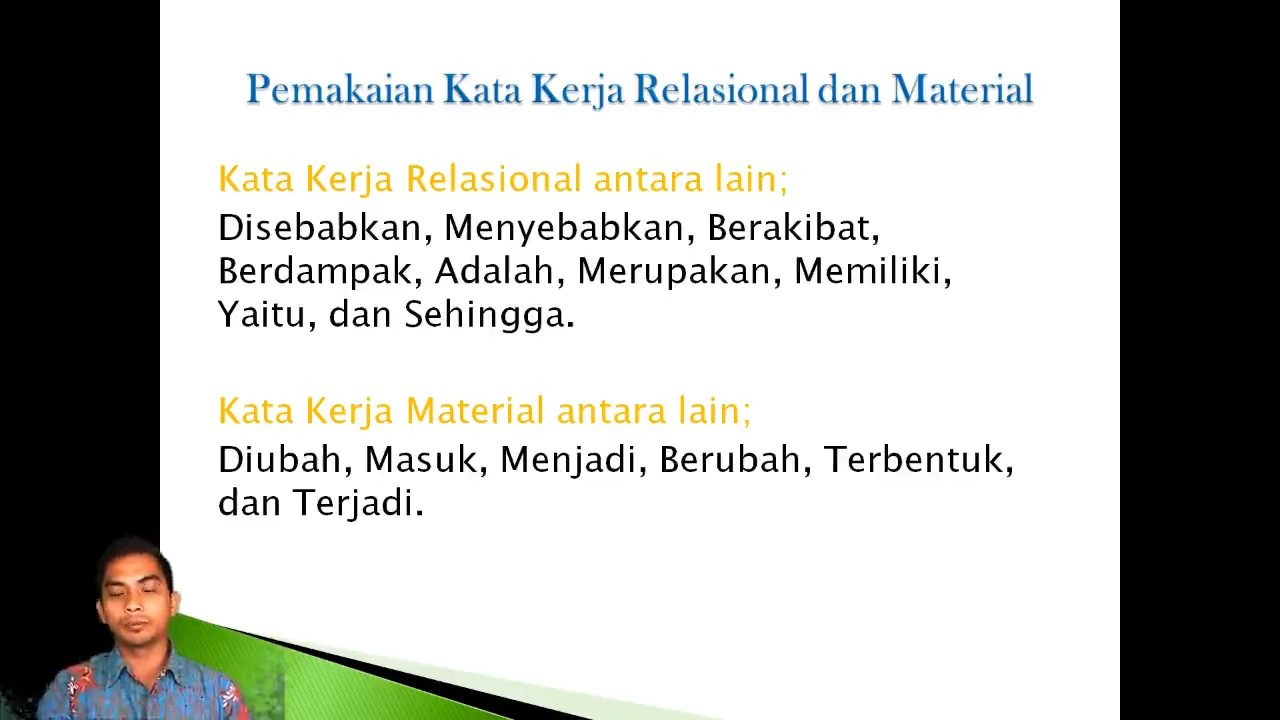 Pemakaian Kata Kerja Relasional dan Material
Kata Kerja Relasional antara lain;
Disebabkan, Menyebabkan, Berakibat,
Berdampak, Adalah, Merupakan, Memiliki,
Yaitu, dan Sehingga.
Kata Kerja Material antara lain;
Diubah, Masuk, Menjadi, Berubah, Terbentuk,
dan Terjadi.